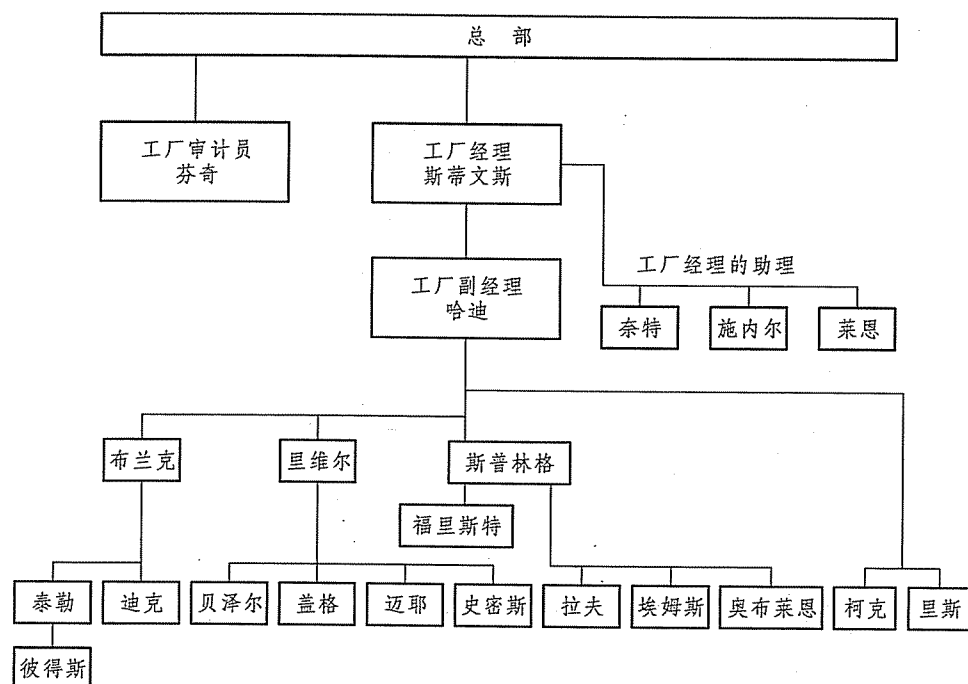 总 部
工厂审计员
芬奇
工厂经理
斯蒂文斯
工厂副经理
哈迪
工厂经理的助理
奈特
施内尔
莱恩
布兰克
里维尔
斯普林格
福里斯特
泰勒
迪克
贝泽尔
盖格
迈耶
史密斯
拉夫
埃姆斯
奥布莱恩
柯克
里斯
彼得斯